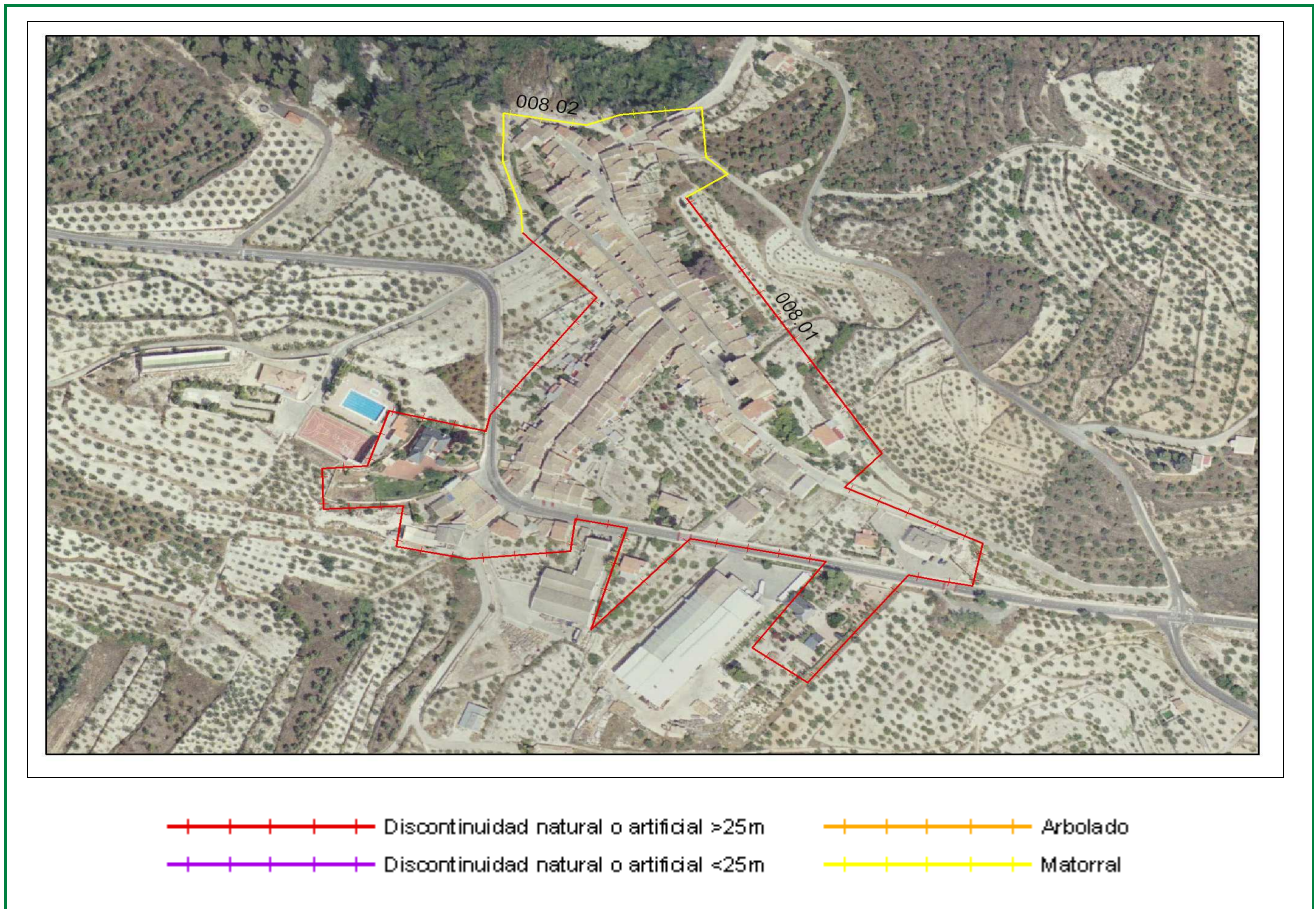 008.02
008.01
Discontinuidad natural o artificial >25m
Arbolado
Discontinuidad natural o artificial <25m
Matorral